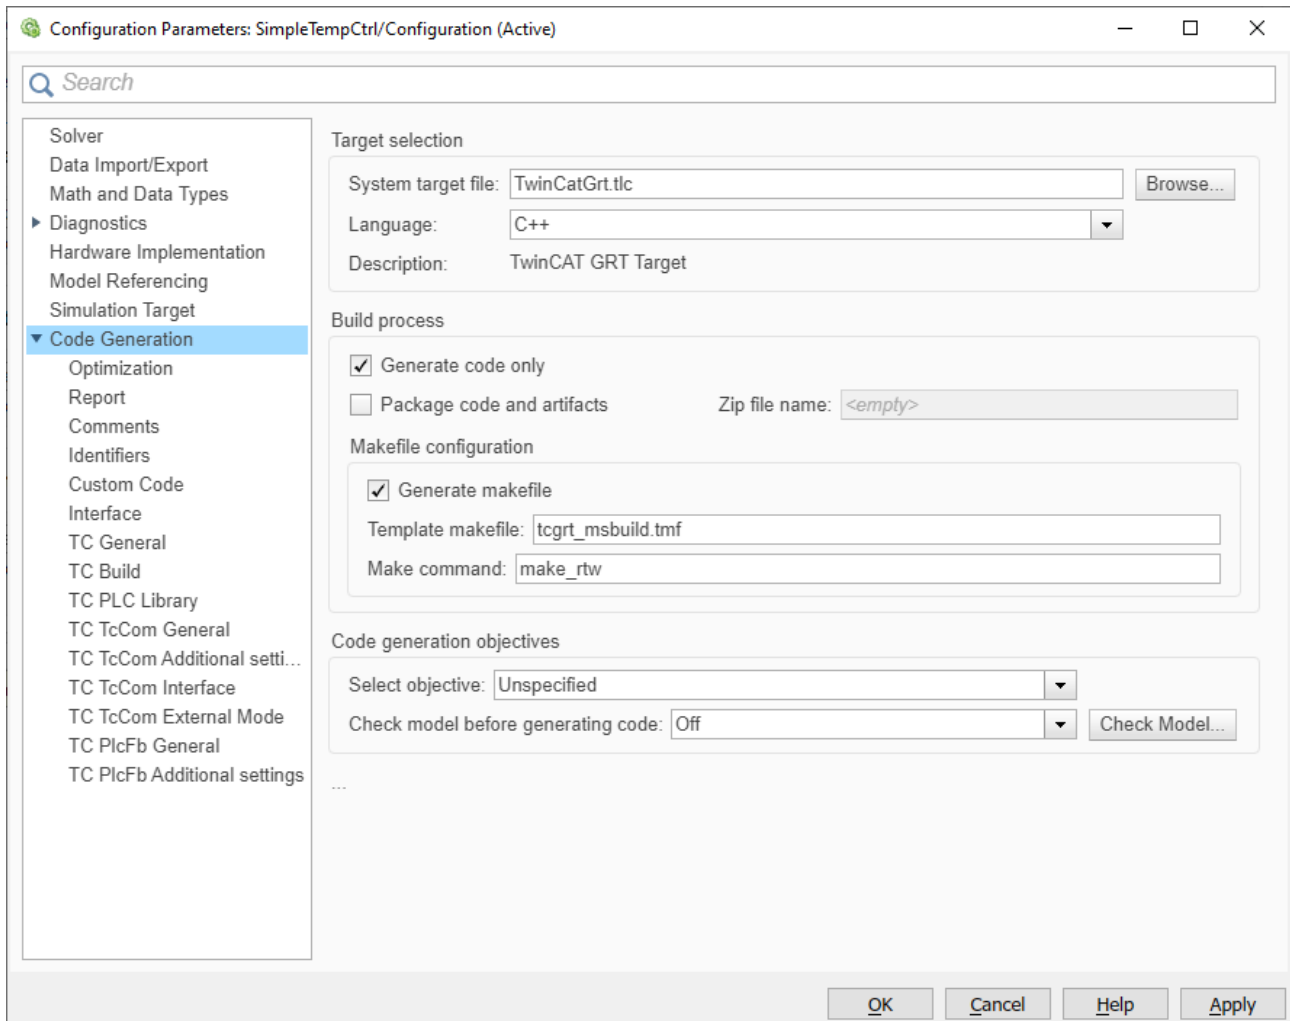 Configuration Parameters: SimpleTempCtrl/Configuration (Active)
Search
Solver
Data Import/Export
Math and Data Types
Diagnostics
Hardware Implementation
Model Referencing
Simulation Target
Code Generation
Optimization
Report
Comments
Identifiers
Custom Code
Interface
TC General
TC Build
TC PLC Library
TC TcCom General
TC TcCom Additional setti...
TC TcCom Interface
TC TcCom External Mode
TC PlcFb General
TC PlcFb Additional settings
Target selection
System target file: TwinCatGrt.tlc Browse...
Language: C++
Description: TwinCAT GRT Target
Build process
Generate code only
Package code and artifacts Zip file name: <empty>
Makefile configuration
Generate makefile
Template makefile: tcgrt_msbuild.tmf
Make command: make_rtw
Code generation objectives
Select objective: Unspecified
Check model before generating code: Off Check Model...
...
OK Cancel Help Apply